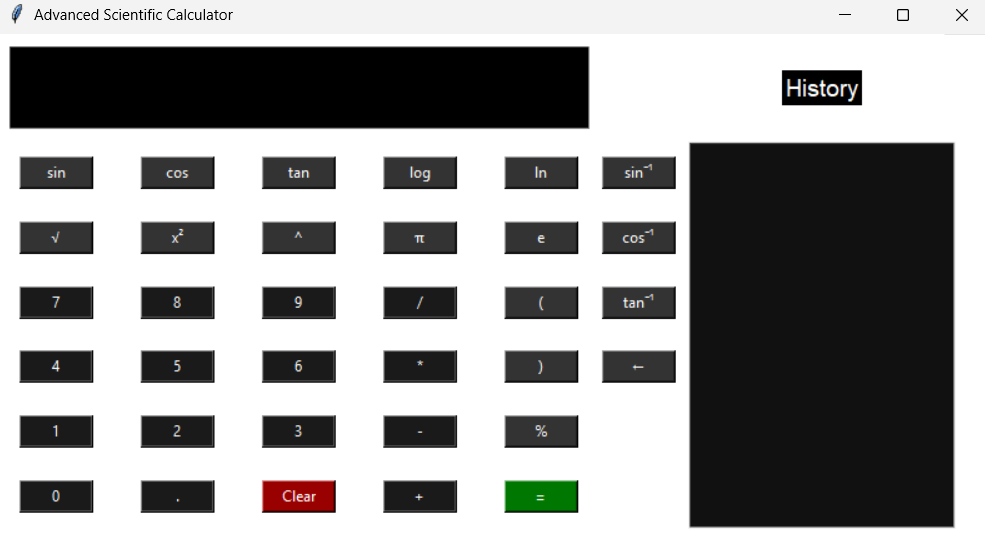 Advanced Scientific Calculator
History
sin cos tan log ln sin⁻¹
√ x² ^ π e cos⁻¹
7 8 9 / ( tan⁻¹
4 5 6 * ) ←
1 2 3 - %
0 . Clear + =